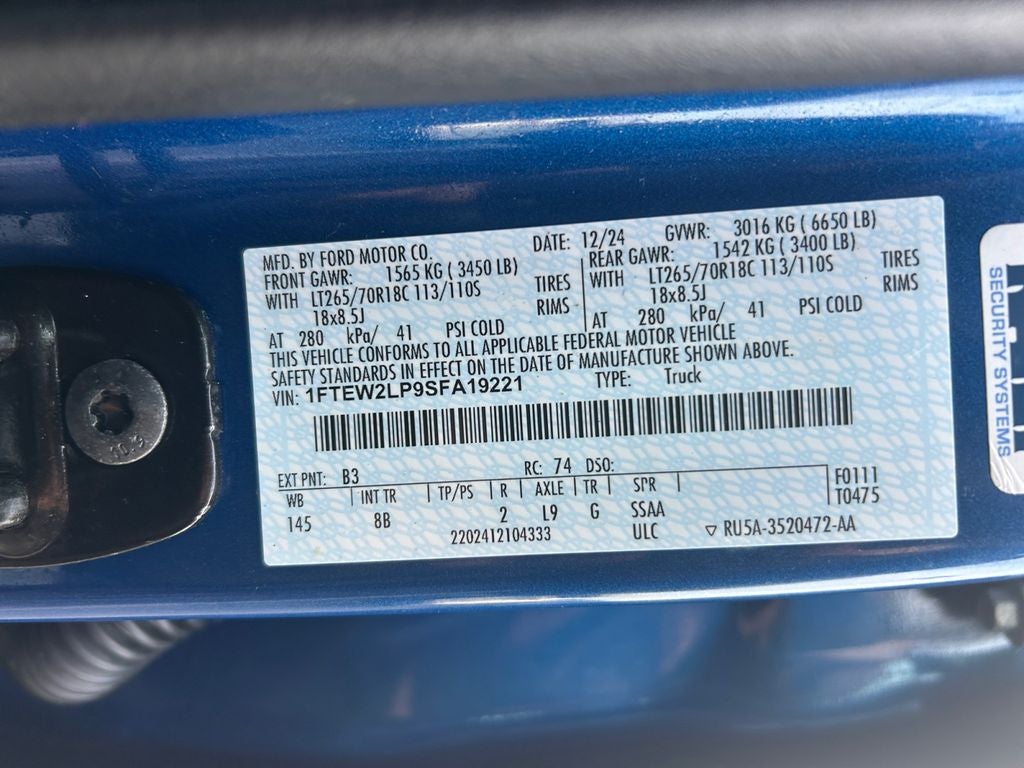 MFD. BY FORD MOTOR CO. DATE: 12/24 GVWR: 3016 KG ( 6650 LB)
FRONT GAWR: 1565 KG ( 3450 LB) REAR GAWR: 1542 KG ( 3400 LB)
WITH LT265/70R18C 113/110S TIRES WITH LT265/70R18C 113/110S TIRES
18x8.5J RIMS 18x8.5J RIMS
AT 280 kPa/ 41 PSI COLD AT 280 kPa/ 41 PSI COLD
THIS VEHICLE CONFORMS TO ALL APPLICABLE FEDERAL MOTOR VEHICLE
SAFETY STANDARDS IN EFFECT ON THE DATE OF MANUFACTURE SHOWN ABOVE.
VIN: 1FTEW2LP9SFA19221 TYPE: Truck
EXT PNT: B3 RC: 74 DSO:
WB INT TR TP/PS R AXLE TR SPR F0111
145 8B 2 L9 G SSAA T0475
2202412104333 ULC RU5A-3520472-AA
10.9
SECURITY SYSTEMS